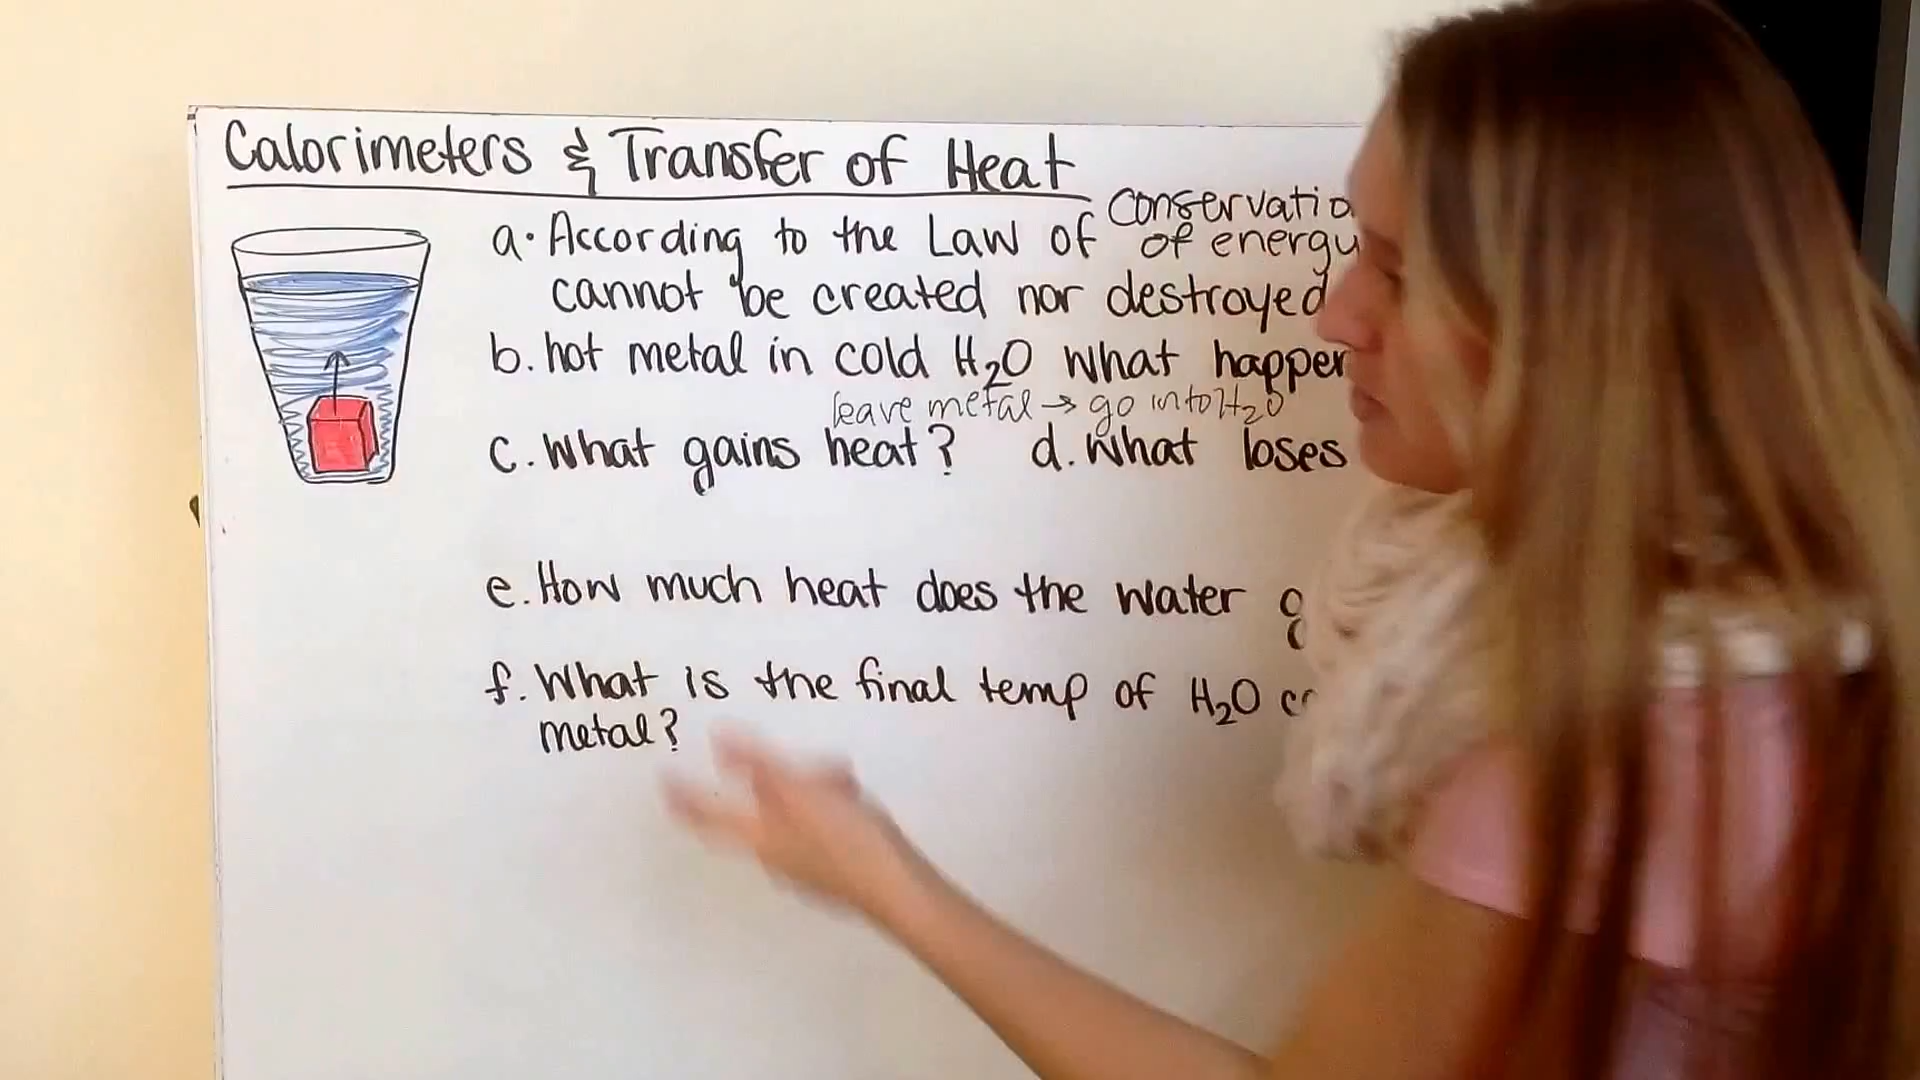 Calorimeters & Transfer of Heat
a. According to the Law of conservatio
of energy
cannot be created nor destroyed
b. hot metal in cold H2O what happen
leave metal → go into H2O
c. What gains heat? d. What loses
e. How much heat does the water g
f. What is the final temp of H2O
metal?